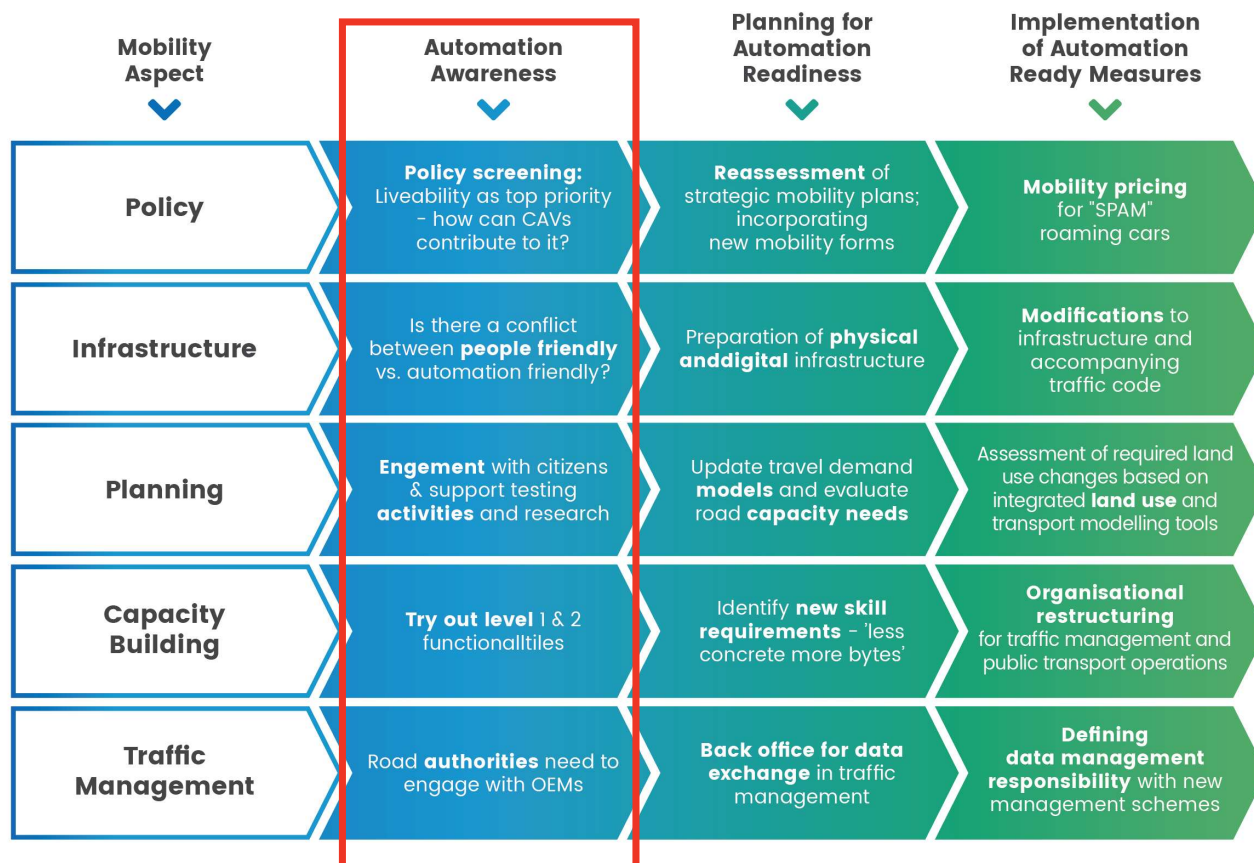 Mobility
Aspect
Automation
Awareness
Planning for
Automation
Readiness
Implementation
of Automation
Ready Measures
Policy
Policy screening:
Liveability as top priority
- how can CAVs
contribute to it?
Reassessment of
strategic mobility plans;
incorporating
new mobility forms
Mobility pricing
for "SPAM"
roaming cars
Infrastructure
Is there a conflict
between people friendly
vs. automation friendly?
Preparation of physical
anddigital infrastructure
Modifications to
infrastructure and
accompanying
traffic code
Planning
Engement with citizens
& support testing
activities and research
Update travel demand
models and evaluate
road capacity needs
Assessment of required land
use changes based on
integrated land use and
transport modelling tools
Capacity
Building
Try out level 1 & 2
functionalltiles
Identify new skill
requirements - 'less
concrete more bytes'
Organisational
restructuring
for traffic management and
public transport operations
Traffic
Management
Road authorities need to
engage with OEMs
Back office for data
exchange in traffic
management
Defining
data management
responsibility with new
management schemes